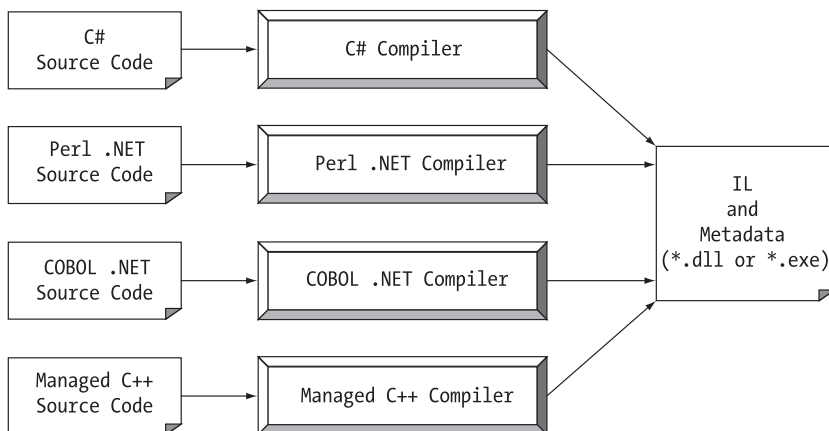 C#
Source Code
C# Compiler
Perl .NET
Source Code
Perl .NET Compiler
COBOL .NET
Source Code
COBOL .NET Compiler
Managed C++
Source Code
Managed C++ Compiler
IL
and
Metadata
(*.dll or *.exe)